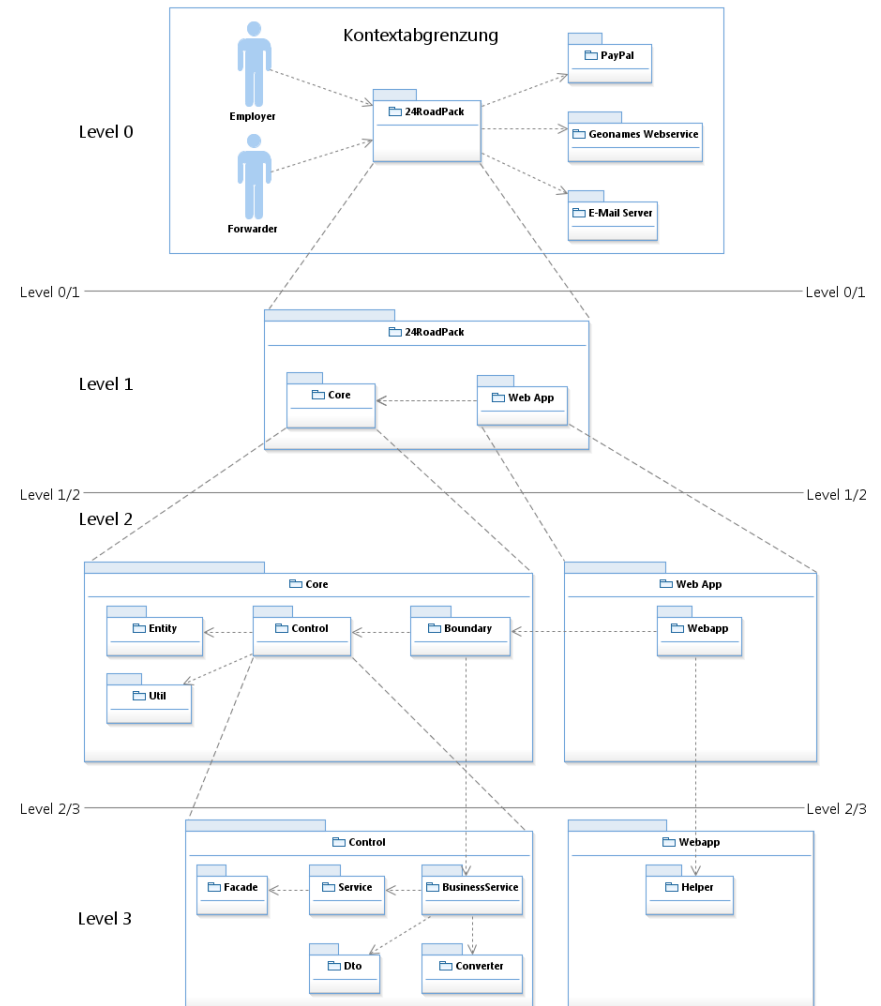 Kontextabgrenzung
PayPal
24RoadPack
Employer
Level 0
Geonames Webservice
E-Mail Server
Forwarder
Level 0/1
Level 0/1
24RoadPack
Level 1
Core
Web App
Level 1/2
Level 1/2
Level 2
Core
Web App
Entity
Control
Boundary
Webapp
Util
Level 2/3
Level 2/3
Control
Webapp
Facade
Service
BusinessService
Helper
Level 3
Dto
Converter